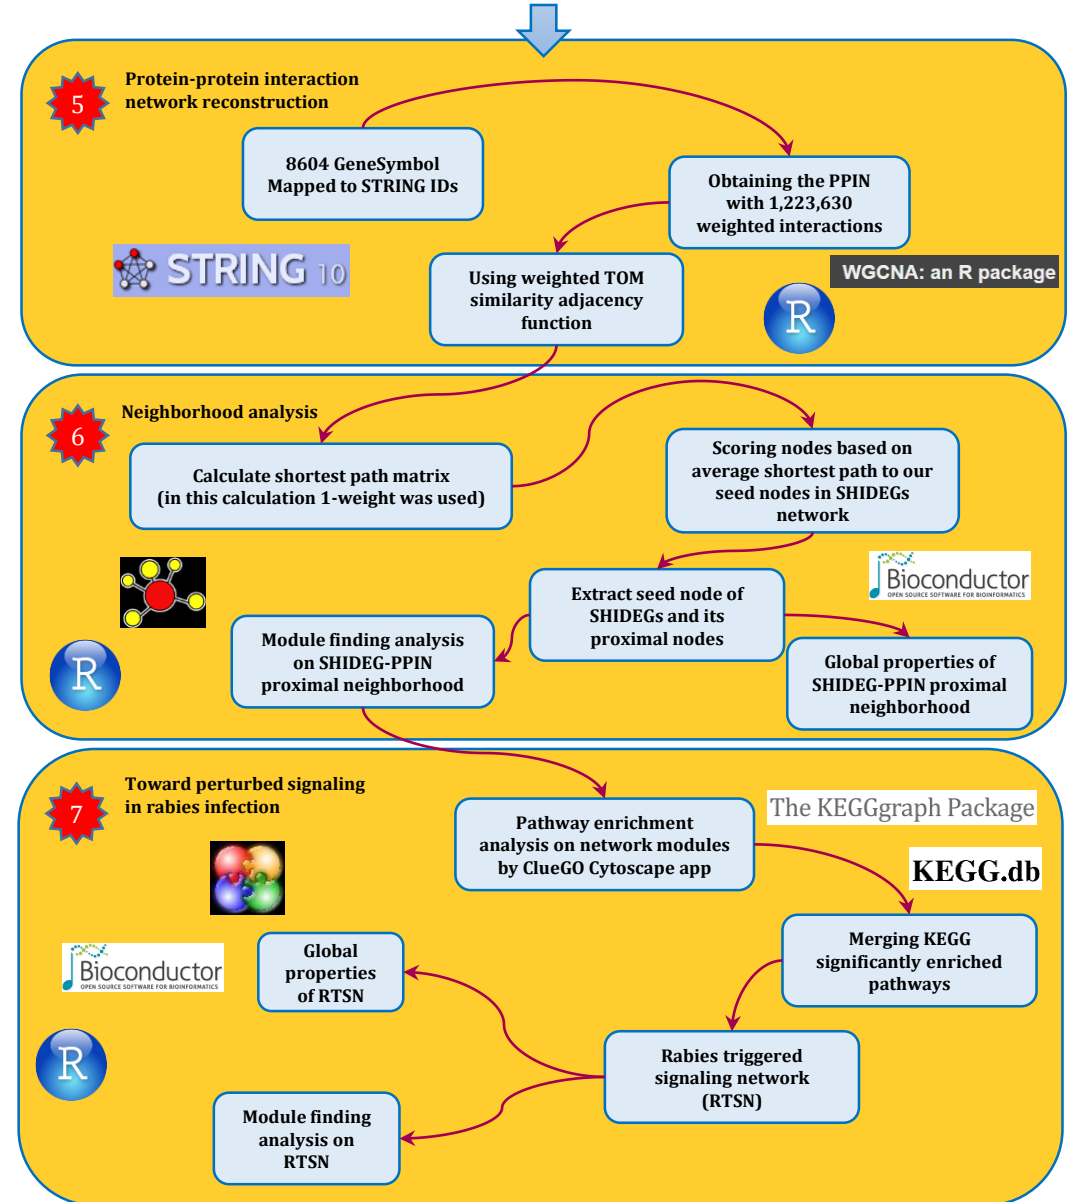 5
Protein-protein interaction
network reconstruction
8604 GeneSymbol
Mapped to STRING IDs
Obtaining the PPIN
with 1,223,630
weighted interactions
STRING 10
Using weighted TOM
similarity adjacency
function
WGCNA: an R package
R
6
Neighborhood analysis
Calculate shortest path matrix
(in this calculation 1-weight was used)
Scoring nodes based on
average shortest path to our
seed nodes in SHIDEGs
network
Bioconductor
OPEN SOURCE SOFTWARE FOR BIOINFORMATICS
Extract seed node of
SHIDEGs and its
proximal nodes
Module finding analysis
on SHIDEG-PPIN
proximal neighborhood
R
Global properties of
SHIDEG-PPIN proximal
neighborhood
7
Toward perturbed signaling
in rabies infection
Pathway enrichment
analysis on network modules
by ClueGO Cytoscape app
The KEGGgraph Package
KEGG.db
Merging KEGG
significantly enriched
pathways
Global
properties
of RTSN
Bioconductor
OPEN SOURCE SOFTWARE FOR BIOINFORMATICS
R
Rabies triggered
signaling network
(RTSN)
Module finding
analysis on
RTSN